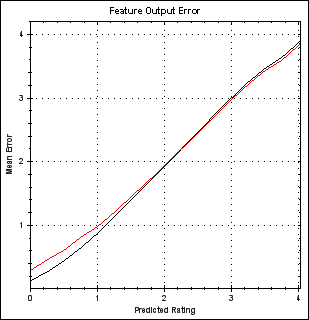 Feature Output Error
4
3
2
1
Mean Error
0 1 2 3 4
Predicted Rating